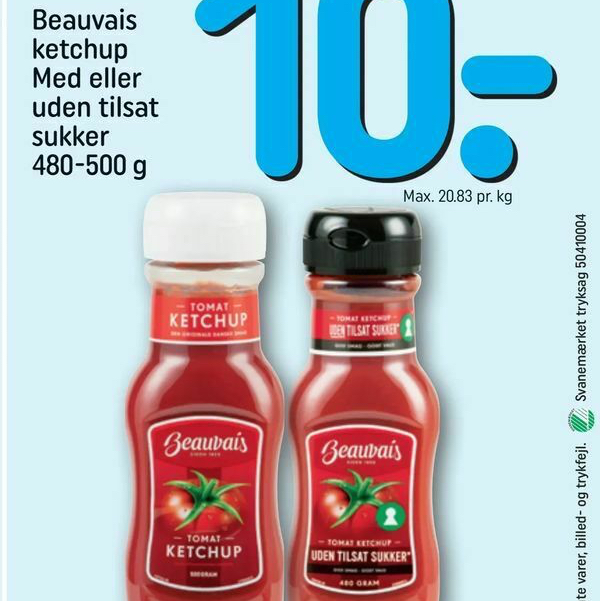 Beauvais
ketchup
Med eller
uden tilsat
sukker
480-500 g
10.-
Max. 20.83 pr. kg
TOMAT
KETCHUP
TOMAT KETCHUP
UDEN TILSAT SUKKER*
Beauvais
TOMAT
KETCHUP
Beauvais
TOMAT KETCHUP
UDEN TILSAT SUKKER*
480 GRAM
te varer, billed- og trykfejl.
Svanemærket tryksag 50410004